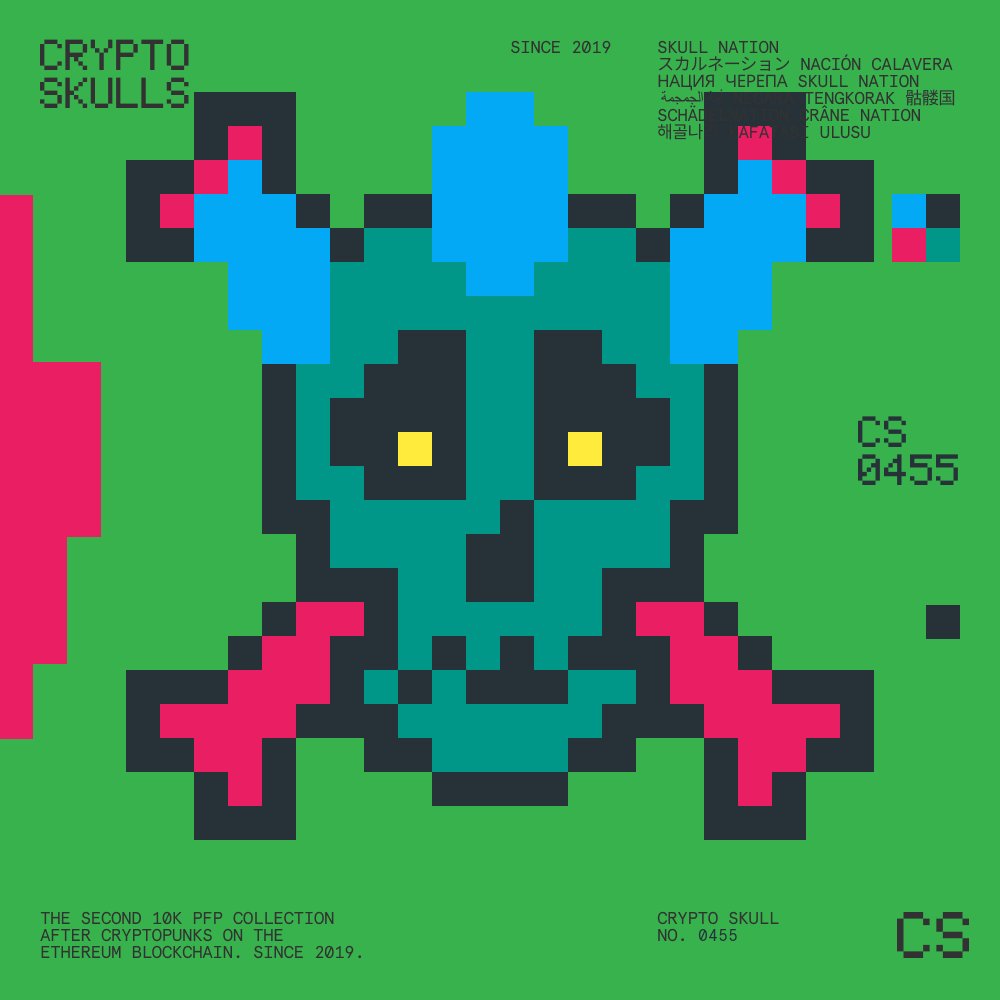 CRYPTO
SKULLS
SINCE 2019
SKULL NATION
スカルネーション NACIÓN CALAVERA
НАЦИЯ ЧЕРЕПА SKULL NATION
الجمجمة TENGKORAK 骷髅国
CRÂNE NATION
ULUSU
CS
0455
THE SECOND 10K PFP COLLECTION
AFTER CRYPTOPUNKS ON THE
ETHEREUM BLOCKCHAIN. SINCE 2019.
CRYPTO SKULL
NO. 0455
CS